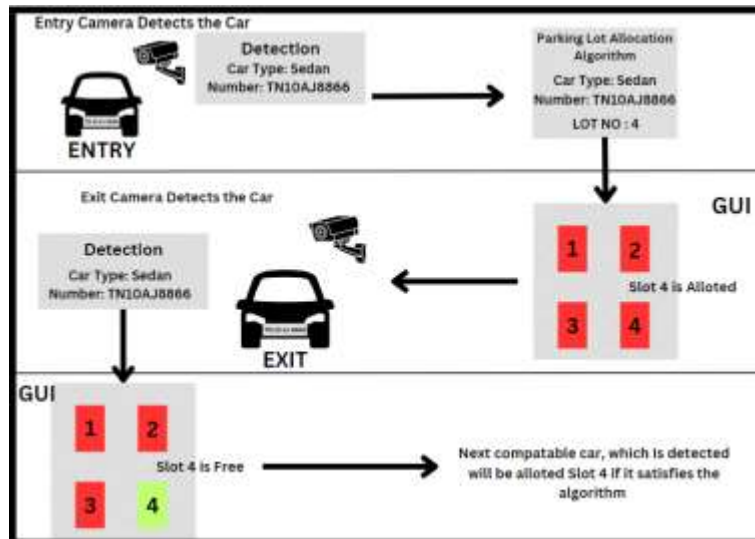 Entry Camera Detects the Car
Detection
Car Type: Sedan
Number: TN10AJ8866
ENTRY
Parking Lot Allocation
Algorithm
Car Type: Sedan
Number: TN10AJ8866
LOT NO : 4
Exit Camera Detects the Car
Detection
Car Type: Sedan
Number: TN10AJ8866
EXIT
GUI
1 2
Slot 4 is Alloted
3 4
GUI
1 2
Slot 4 is Free
3 4
Next compatable car, which is detected
will be alloted Slot 4 if it satisfies the
algorithm